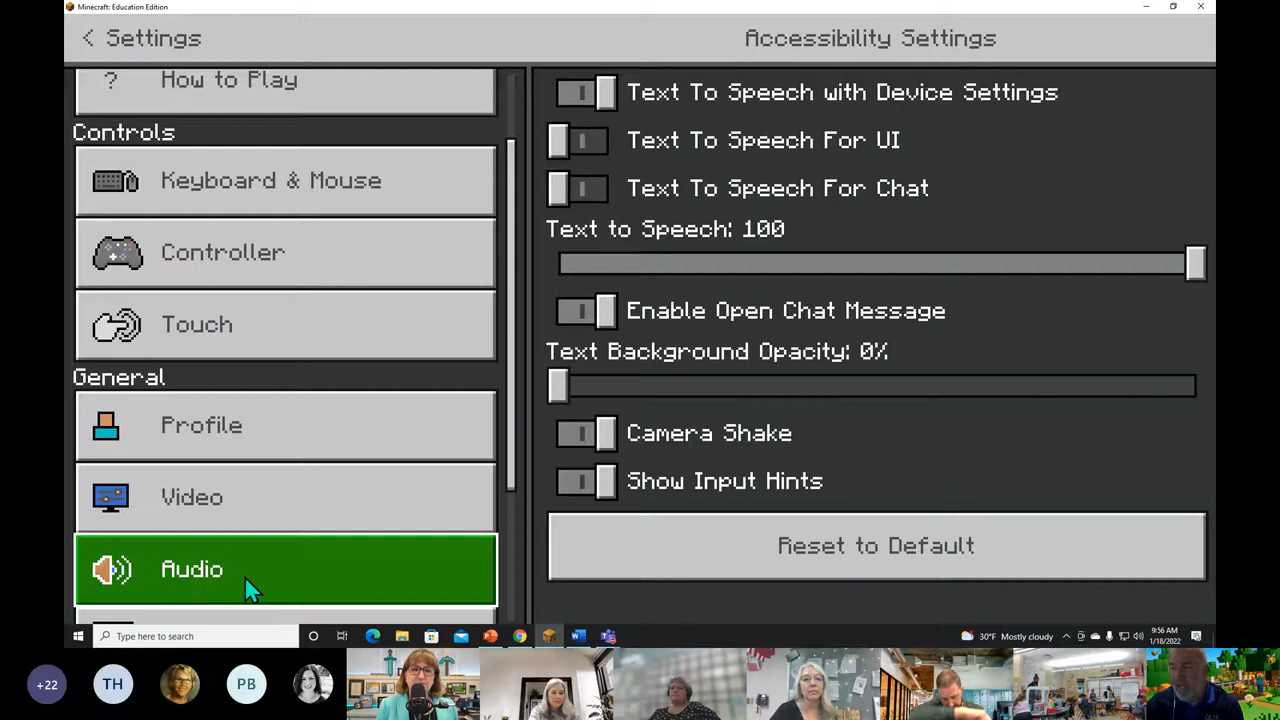 Minecraft: Education Edition
Settings
Accessibility Settings
How to Play
Controls
Keyboard & Mouse
Controller
Touch
General
Profile
Video
Audio
Text To Speech with Device Settings
Text To Speech For UI
Text To Speech For Chat
Text to Speech: 100
Enable Open Chat Message
Text Background Opacity: 0%
Camera Shake
Show Input Hints
Reset to Default
Type here to search
30°F Mostly cloudy
9:56 AM
1/18/2022
+22
TH
PB